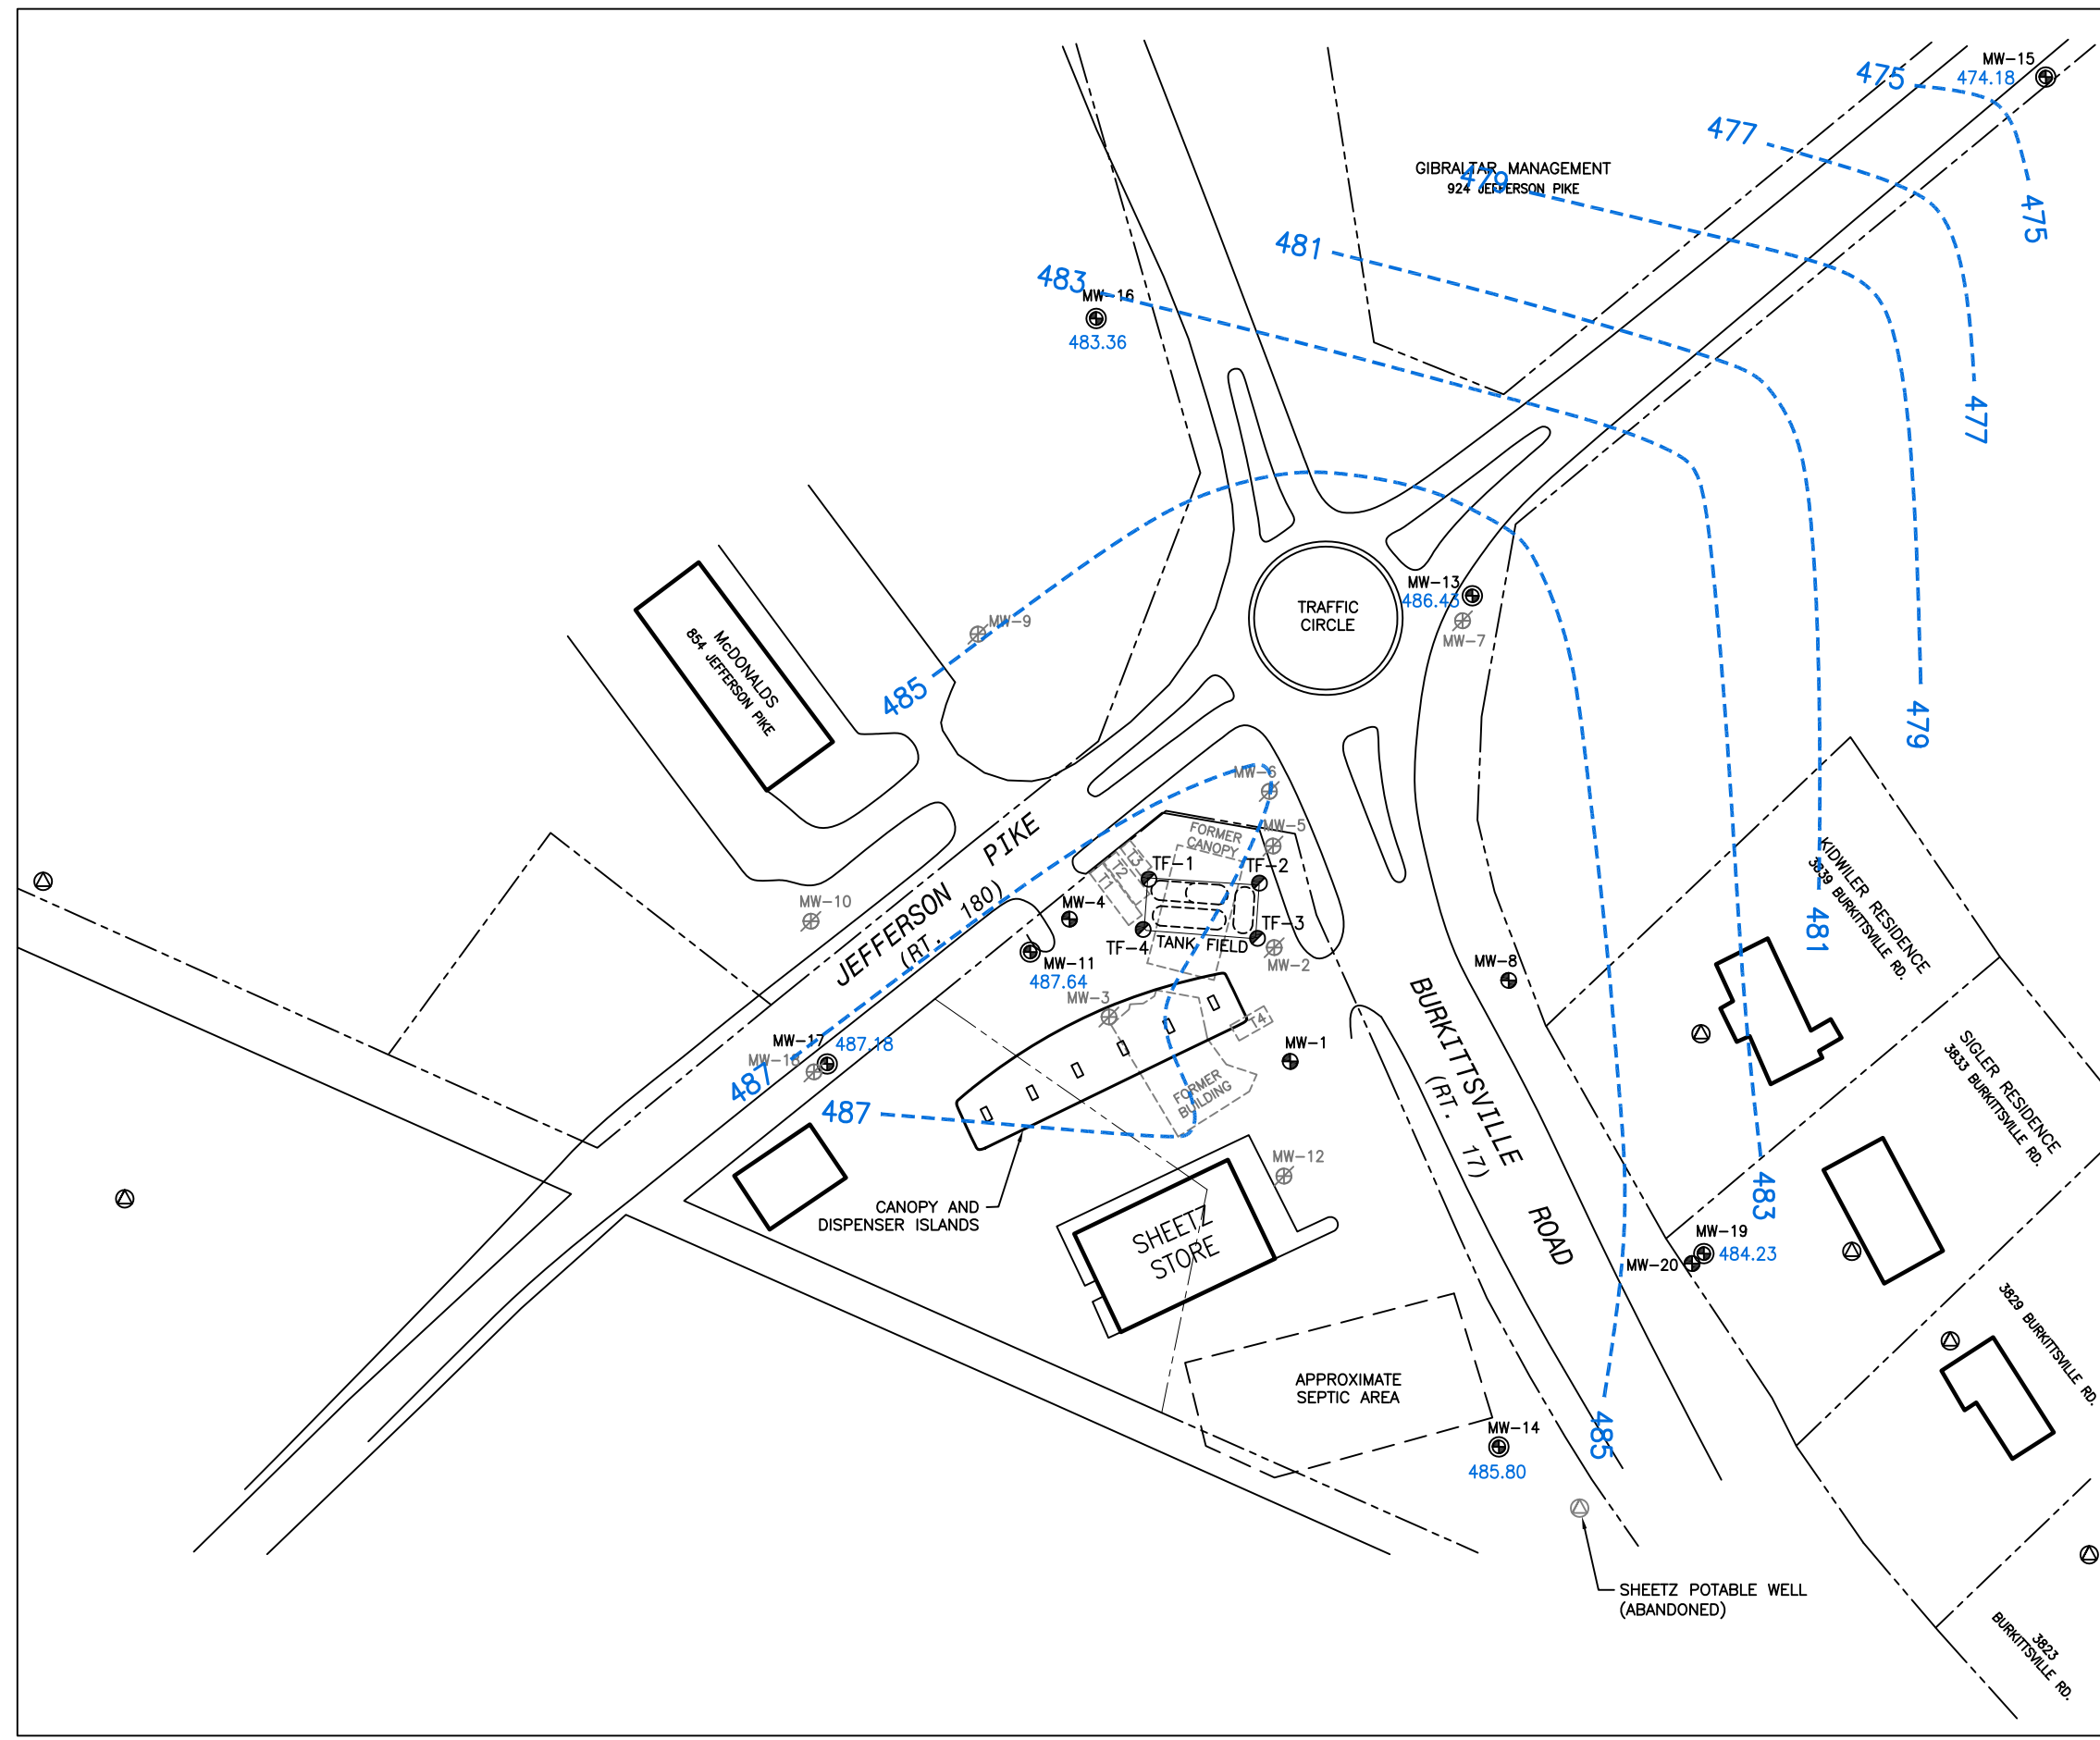 MW-15
474.18
475
477
GIBRALTAR MANAGEMENT
924 JEFFERSON PIKE
479
475
481
483
MW-16
483.36
477
MW-13
486.43
TRAFFIC
CIRCLE
MW-9
MW-7
McDONALDS
854 JEFFERSON PIKE
485
479
MW-6
FORMER
CANOPY
MW-5
T3
T2
T1
TF-1
TF-2
JEFFERSON PIKE
(RT. 180)
MW-10
MW-4
TF-3
TF-4
TANK FIELD
MW-2
MW-11
487.64
MW-3
T4
MW-8
KIDWILER RESIDENCE
3839 BURKITTSVILLE RD.
481
MW-17
487.18
MW-18
487
487
MW-1
FORMER
BUILDING
BURKITTSVILLE ROAD
(RT. 17)
SIGLER RESIDENCE
3833 BURKITTSVILLE RD.
MW-12
CANOPY AND
DISPENSER ISLANDS
SHEETZ
STORE
483
MW-19
484.23
MW-20
3829 BURKITTSVILLE RD.
APPROXIMATE
SEPTIC AREA
485
MW-14
485.80
SHEETZ POTABLE WELL
(ABANDONED)
3823
BURKITTSVILLE RD.